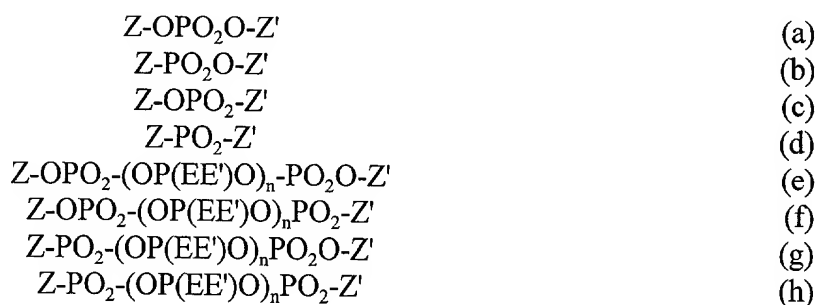 Z-OPO₂O-Z' (a)
Z-PO₂O-Z' (b)
Z-OPO₂-Z' (c)
Z-PO₂-Z' (d)
Z-OPO₂-(OP(EE')O)ₙ-PO₂O-Z' (e)
Z-OPO₂-(OP(EE')O)ₙPO₂-Z' (f)
Z-PO₂-(OP(EE')O)ₙPO₂O-Z' (g)
Z-PO₂-(OP(EE')O)ₙPO₂-Z' (h)